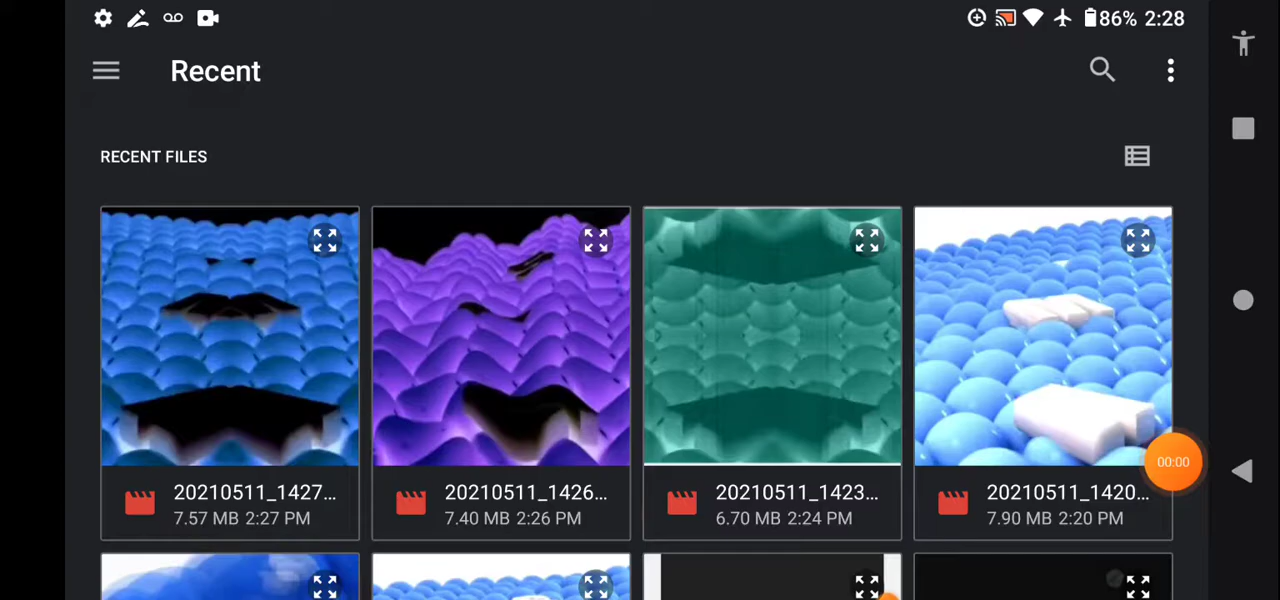 86% 2:28
Recent
RECENT FILES
20210511_1427...
7.57 MB 2:27 PM
20210511_1426...
7.40 MB 2:26 PM
20210511_1423...
6.70 MB 2:24 PM
20210511_1420...
7.90 MB 2:20 PM
00:00